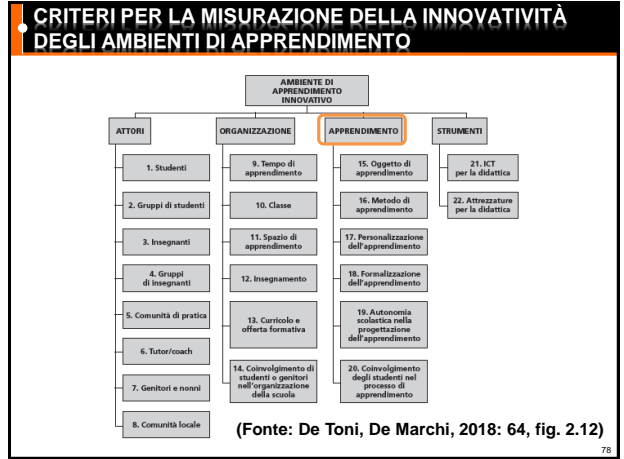 CRITERI PER LA MISURAZIONE DELLA INNOVATIVITÀ
DEGLI AMBIENTI DI APPRENDIMENTO
AMBIENTE DI
APPRENDIMENTO
INNOVATIVO
ATTORI
1. Studenti
2. Gruppi di studenti
3. Insegnanti
4. Gruppi
di insegnanti
5. Comunità di pratica
6. Tutor/coach
7. Genitori e nonni
8. Comunità locale
ORGANIZZAZIONE
9. Tempo di
apprendimento
10. Classe
11. Spazio di
apprendimento
12. Insegnamento
13. Curricolo e
offerta formativa
14. Coinvolgimento di
studenti o genitori
nell'organizzazione
della scuola
APPRENDIMENTO
15. Oggetto di
apprendimento
16. Metodo di
apprendimento
17. Personalizzazione
dell'apprendimento
18. Formalizzazione
dell'apprendimento
19. Autonomia
scolastica nella
progettazione
dell'apprendimento
20. Coinvolgimento
degli studenti nel
processo di
apprendimento
STRUMENTI
21. ICT
per la didattica
22. Attrezzature
per la didattica
(Fonte: De Toni, De Marchi, 2018: 64, fig. 2.12)
78